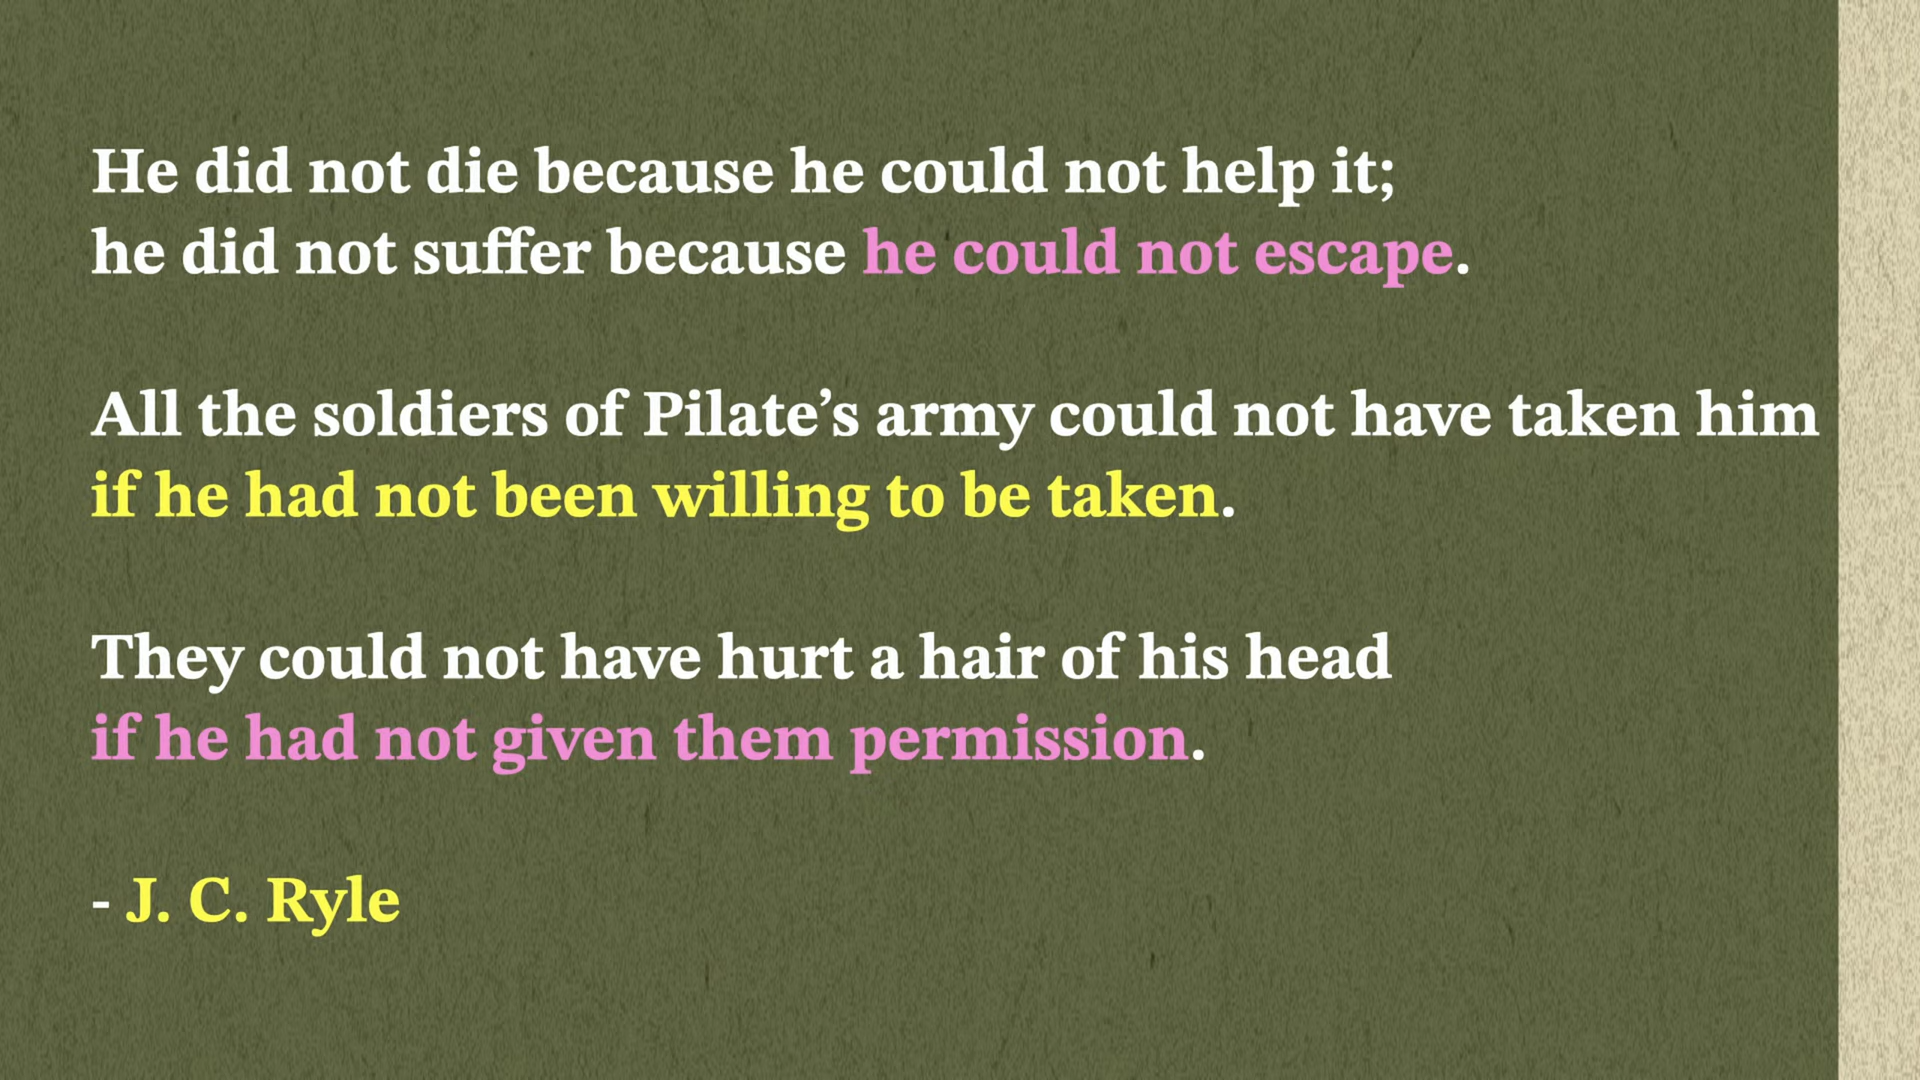 He did not die because he could not help it;
he did not suffer because he could not escape.
All the soldiers of Pilate’s army could not have taken him
if he had not been willing to be taken.
They could not have hurt a hair of his head
if he had not given them permission.
- J. C. Ryle